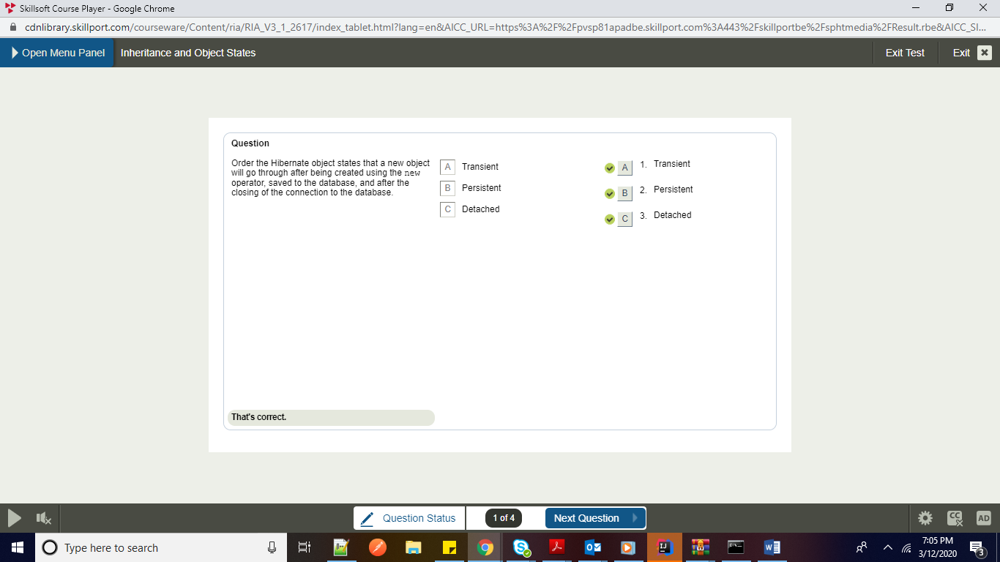 Skillsoft Course Player - Google Chrome
cdnlibrary.skillport.com/courseware/Content/ria/RIA_V3_1_2617/index_tablet.html?lang=en&AICC_URL=https%3A%2F%2Fpvsp81apadbe.skillport.com%3A443%2Fskillportbe%2Fsphtmedia%2FResult.rbe&AICC_SI...
Open Menu Panel Inheritance and Object States Exit Test Exit
Question
Order the Hibernate object states that a new object
will go through after being created using the new
operator, saved to the database, and after the
closing of the connection to the database.
A Transient
B Persistent
C Detached
A 1. Transient
B 2. Persistent
C 3. Detached
That's correct.
Question Status 1 of 4 Next Question CC AD
Type here to search
7:05 PM
3/12/2020
3